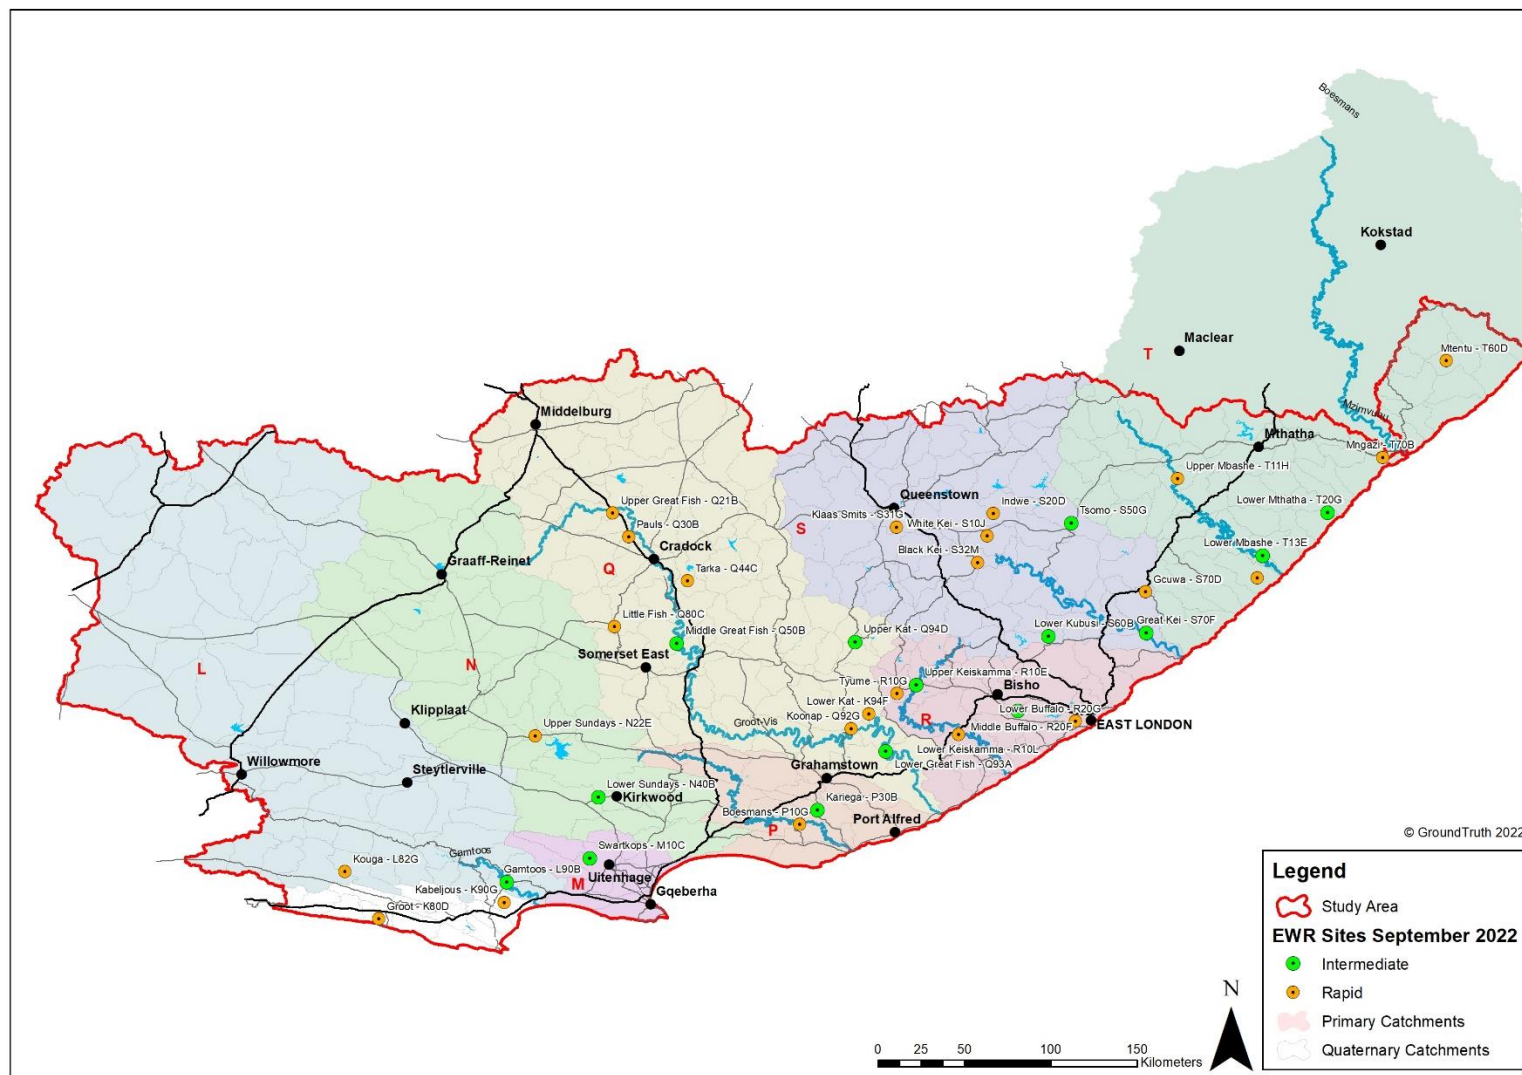 Boesmans
Kokstad
Maclear
T
Mtentu - T60D
Middelburg
Mzimvubu
Mthatha
Mngazi - T70B
Upper Mbashe - T11H
Queenstown
Upper Great Fish - Q21B
Indwe - S20D
Lower Mthatha - T20G
Klaas Smits - S31G
Tsomo - S50G
Pauls - Q30B
S
White Kei - S10J
Lower Mbashe - T13E
Black Kei - S32M
Cradock
Graaff-Reinet
Q
Tarka - Q44C
Gcuwa - S70D
Little Fish - Q80C
Middle Great Fish - Q50B
Upper Kat - Q94D
Lower Kubusi - S60B
Great Kei - S70F
Somerset East
L
N
Upper Keiskamma - R10E
Tyume - R10G
Bisho
Lower Kat - K94F
Lower Buffalo - R20G
Klipplaat
Groot-Vis
Koonap - Q92G
R
EAST LONDON
Upper Sundays - N22E
Middle Buffalo - R20F
Lower Keiskamma - R10L
Willowmore
Steytlerville
Grahamstown
Lower Great Fish - Q93A
Lower Sundays - N40B
Kirkwood
Kariega - P30B
Boesmans - P10G
Port Alfred
P
© GroundTruth 2022
Swartkops - M10C
Gamtoos
Kouga - L82G
Gamtoos - L90B
Uitenhage
M
Kabeljous - K90G
Gqeberha
Groot - K80D
Legend
Study Area
EWR Sites September 2022
Intermediate
Rapid
Primary Catchments
Quaternary Catchments
N
0 25 50 100 150
Kilometers